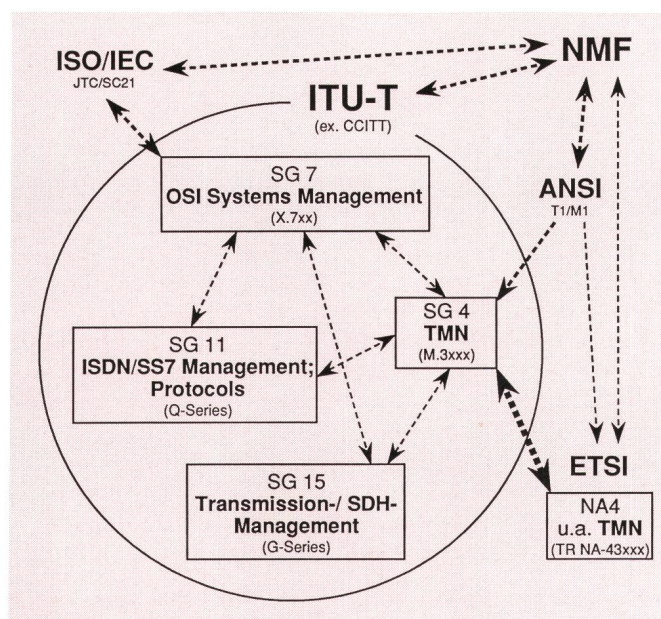 ISO/IEC
JTC/SC21
NMF
ITU-T
(ex. CCITT)
SG 7
OSI Systems Management
(X.7xx)
ANSI
T1/M1
SG 4
TMN
(M.3xxx)
SG 11
ISDN/SS7 Management;
Protocols
(Q-Series)
SG 15
Transmission-/ SDH-
Management
(G-Series)
ETSI
NA4
u.a. TMN
(TR NA-43xxx)